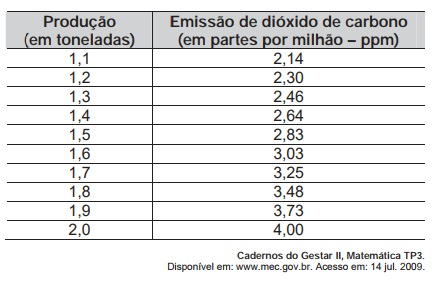 Produção Emissão de dióxido de carbono
(em toneladas) (em partes por milhão – ppm)
1,1 2,14
1,2 2,30
1,3 2,46
1,4 2,64
1,5 2,83
1,6 3,03
1,7 3,25
1,8 3,48
1,9 3,73
2,0 4,00
Cadernos do Gestar II, Matemática TP3.
Disponível em: www.mec.gov.br. Acesso em: 14 jul. 2009.